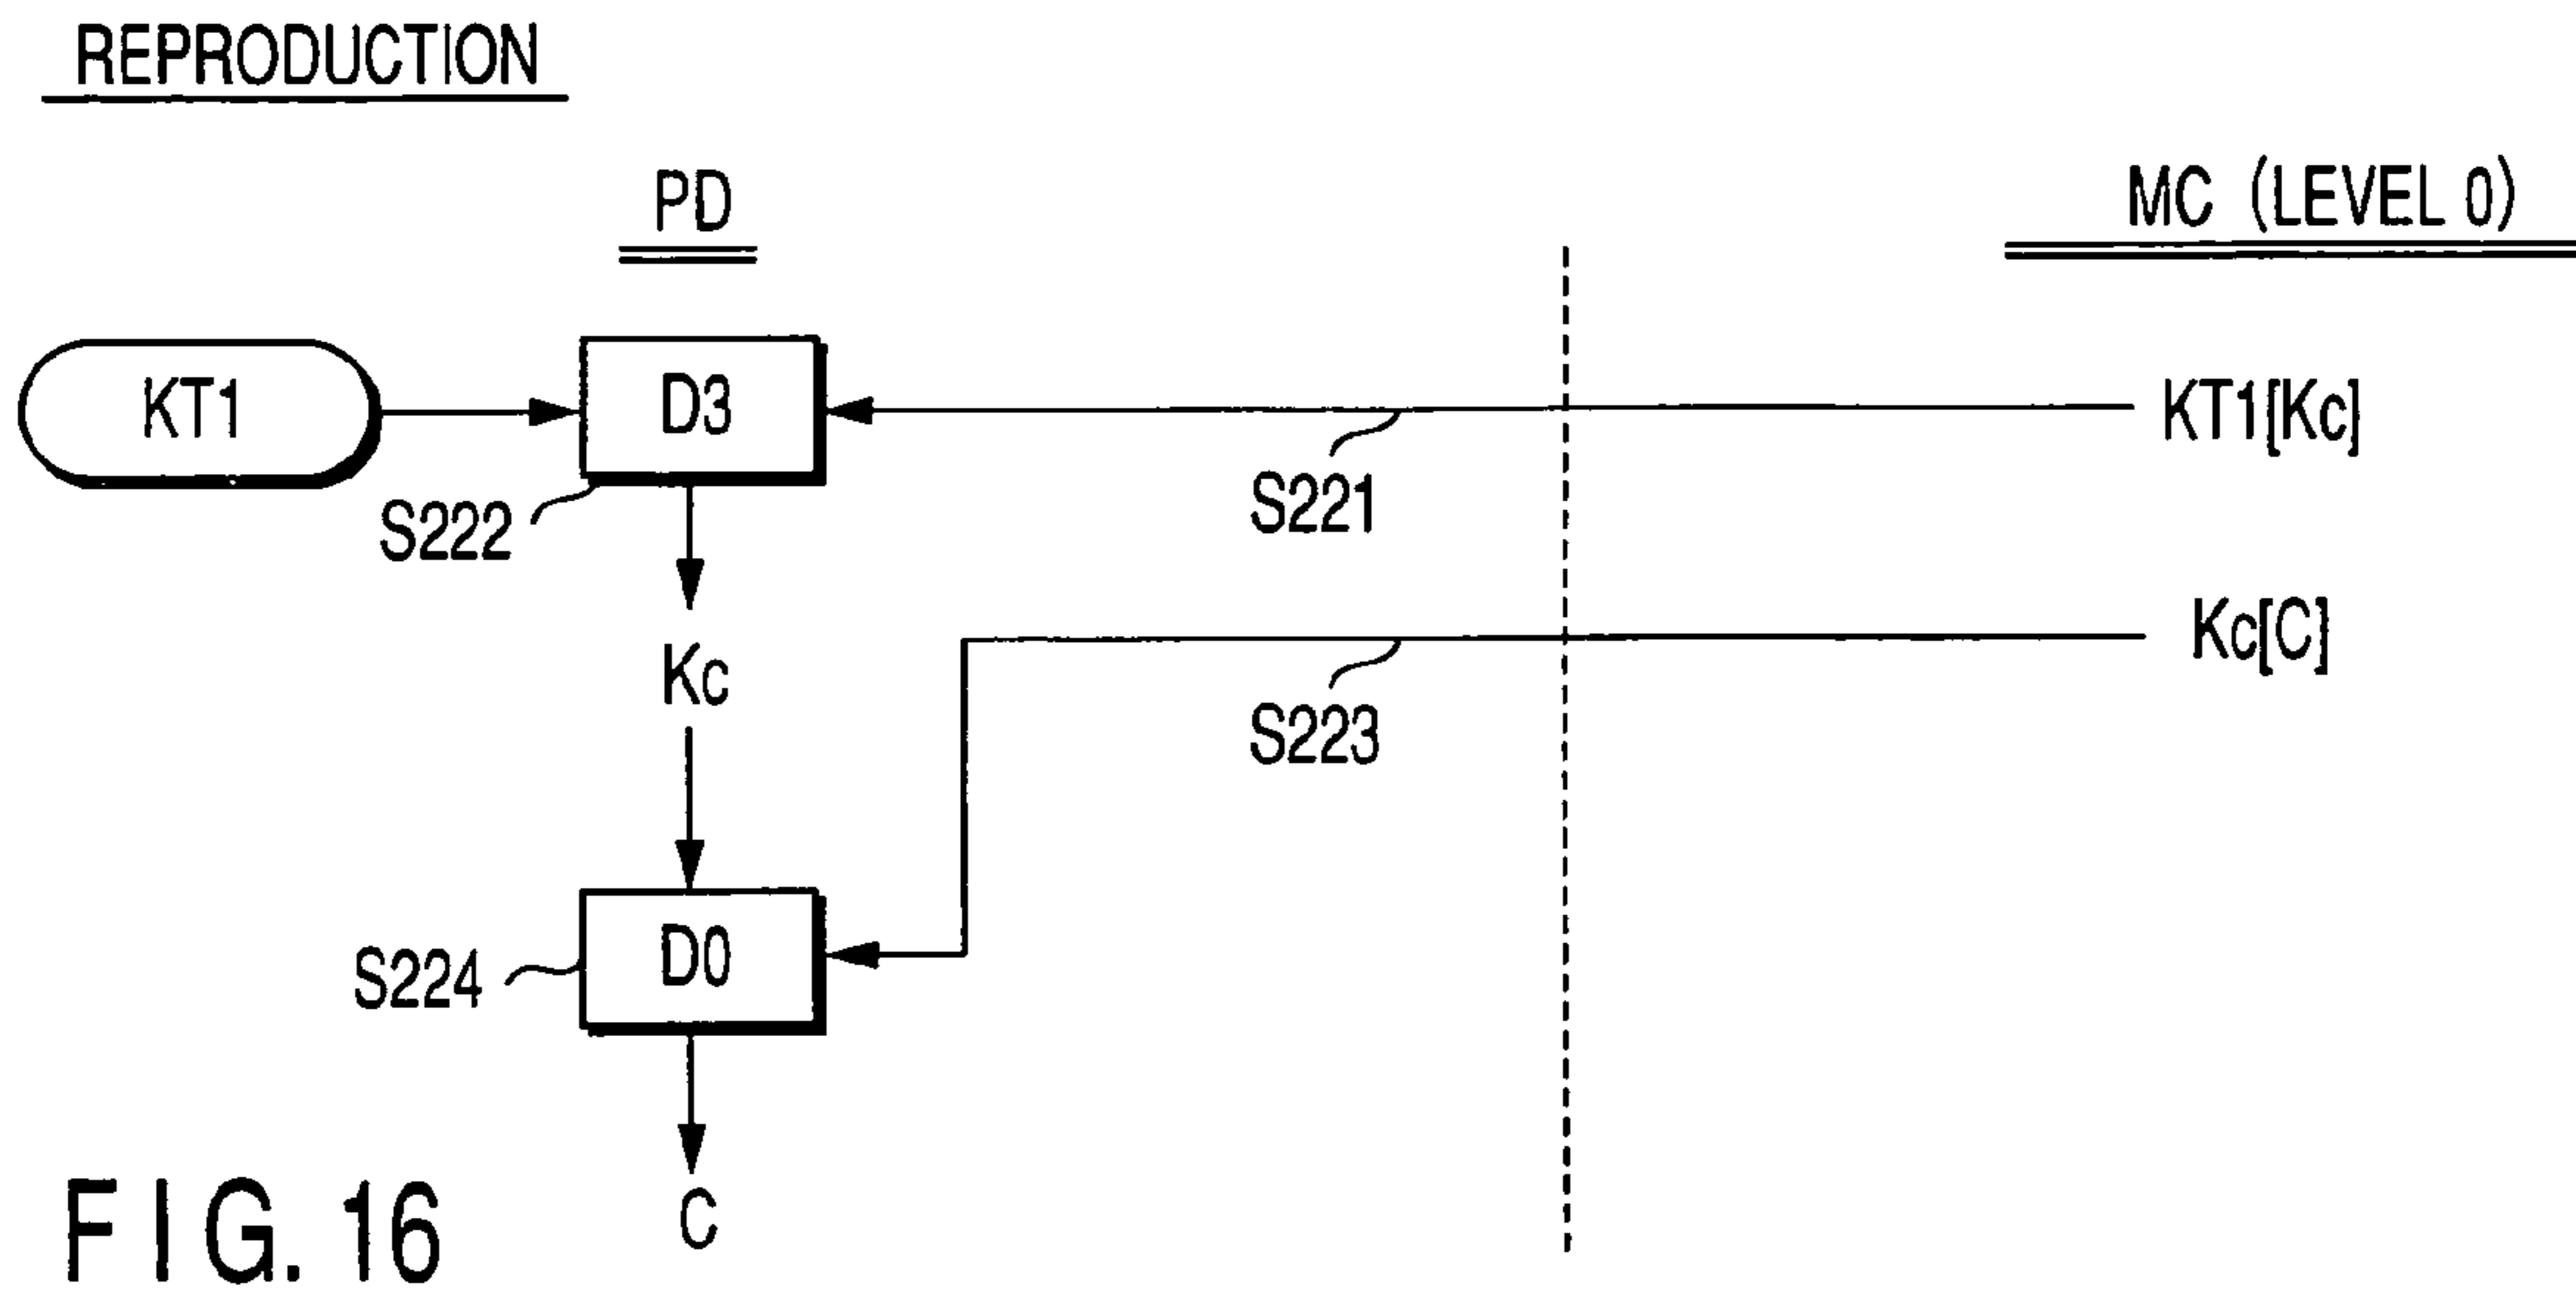 REPRODUCTION
PD
MC (LEVEL 0)
KT1
D3
KT1[Kc]
S221
S222
Kc[C]
Kc
S223
D0
S224
C
FIG. 16